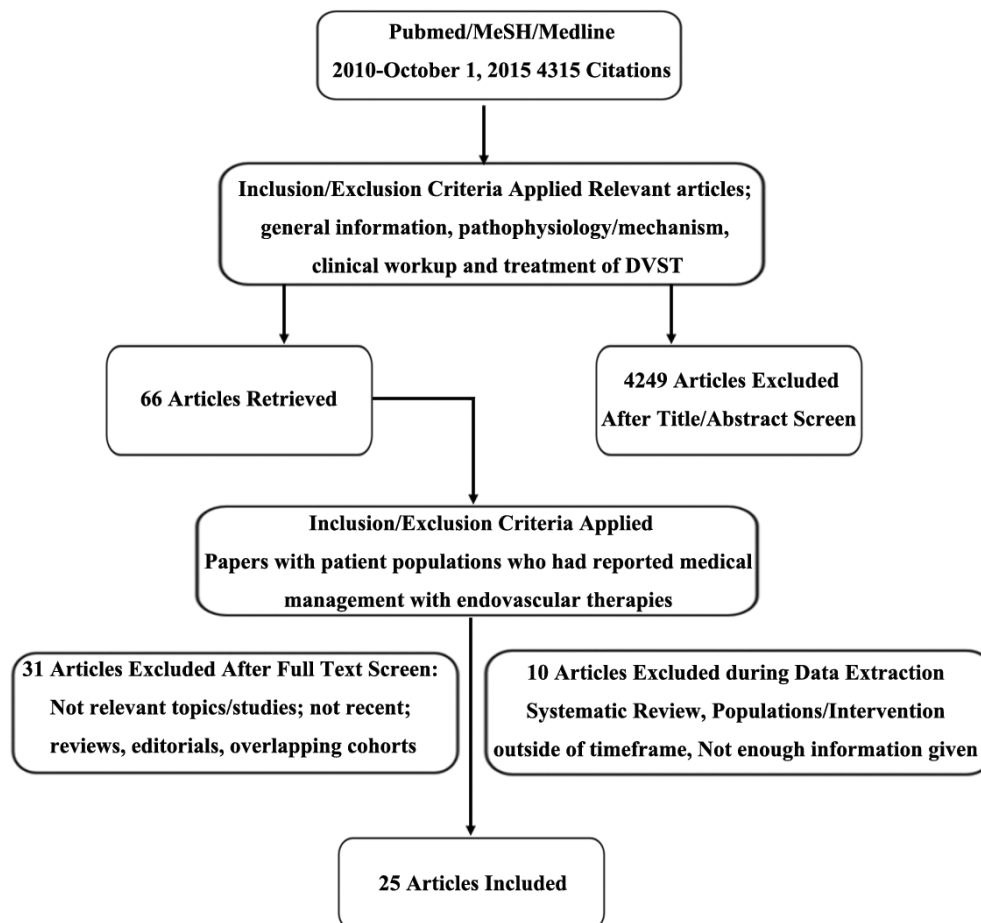 Pubmed/MeSH/Medline
2010-October 1, 2015 4315 Citations
Inclusion/Exclusion Criteria Applied Relevant articles;
general information, pathophysiology/mechanism,
clinical workup and treatment of DVST
66 Articles Retrieved
4249 Articles Excluded
After Title/Abstract Screen
Inclusion/Exclusion Criteria Applied
Papers with patient populations who had reported medical
management with endovascular therapies
31 Articles Excluded After Full Text Screen:
Not relevant topics/studies; not recent;
reviews, editorials, overlapping cohorts
10 Articles Excluded during Data Extraction
Systematic Review, Populations/Intervention
outside of timeframe, Not enough information given
25 Articles Included